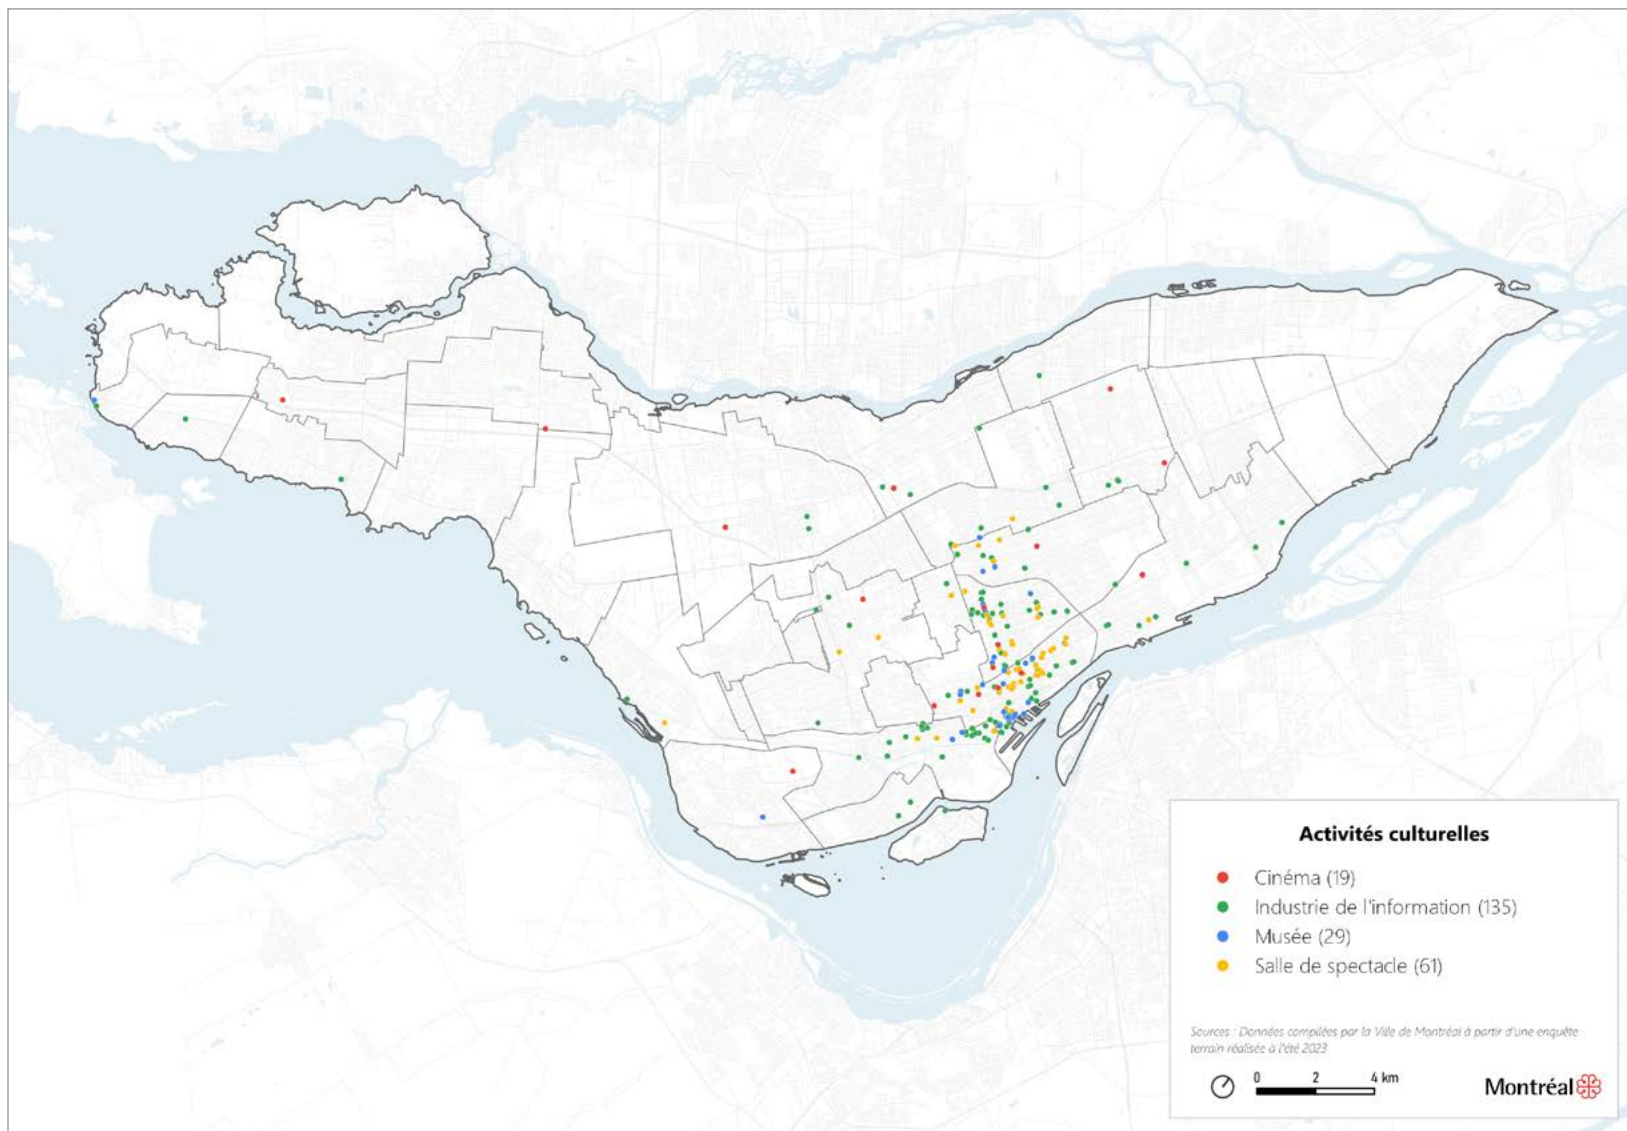 Activités culturelles
Cinéma (19)
Industrie de l'information (135)
Musée (29)
Salle de spectacle (61)
Sources : Données compilées par la Ville de Montréal à partir d'une enquête
terrain réalisée à l'été 2023
0 2 4 km
Montréal